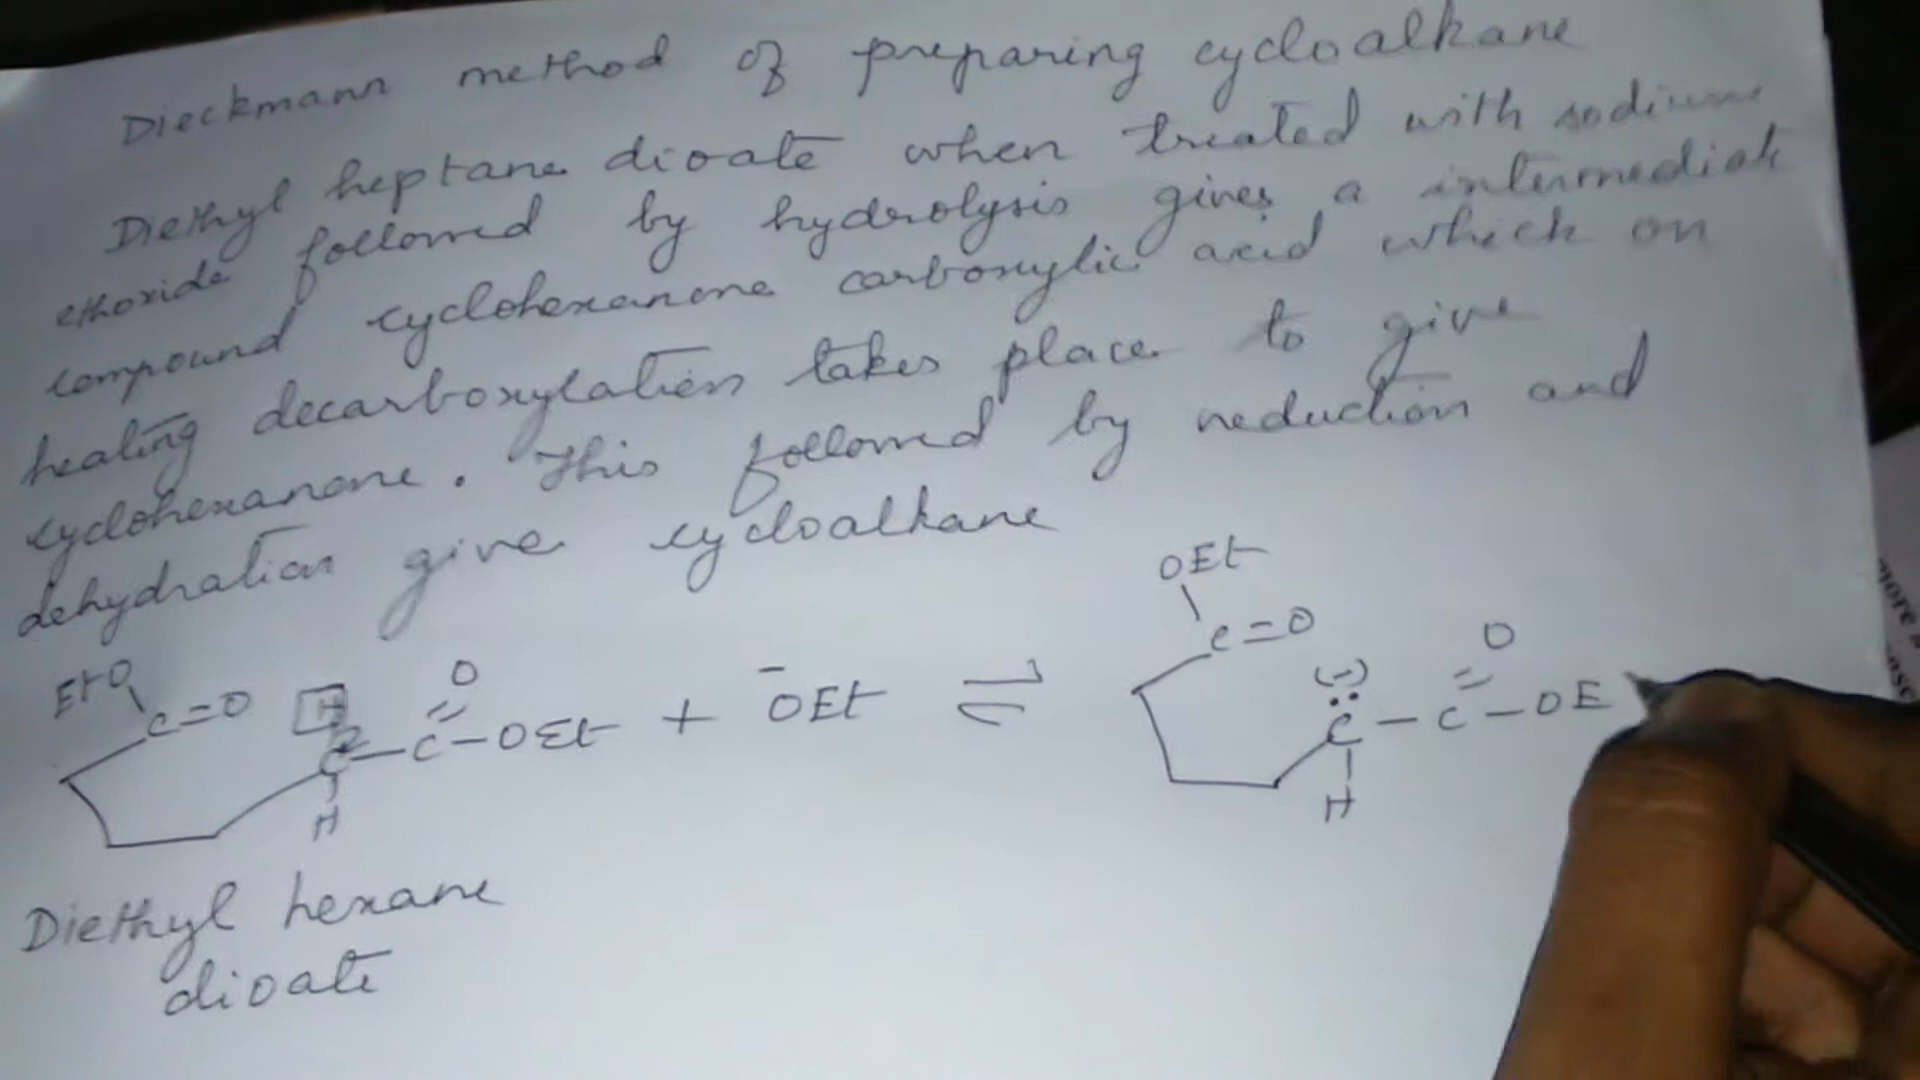 Dieckmann method of preparing cycloalkane
Diethyl heptane dioate when treated with sodium
ethoxide followed by hydrolysis gives a intermediate
compound cyclohexanone carboxylic acid which on
heating decarboxylation takes place to give
cyclohexanone. This followed by reduction and
dehydration give cycloalkane
EtO
C=O H O
C-C-OEt + ⁻OEt ⇌
H
OEt
C=O (-) O
C-C-OE
H
Diethyl hexane
dioate
more